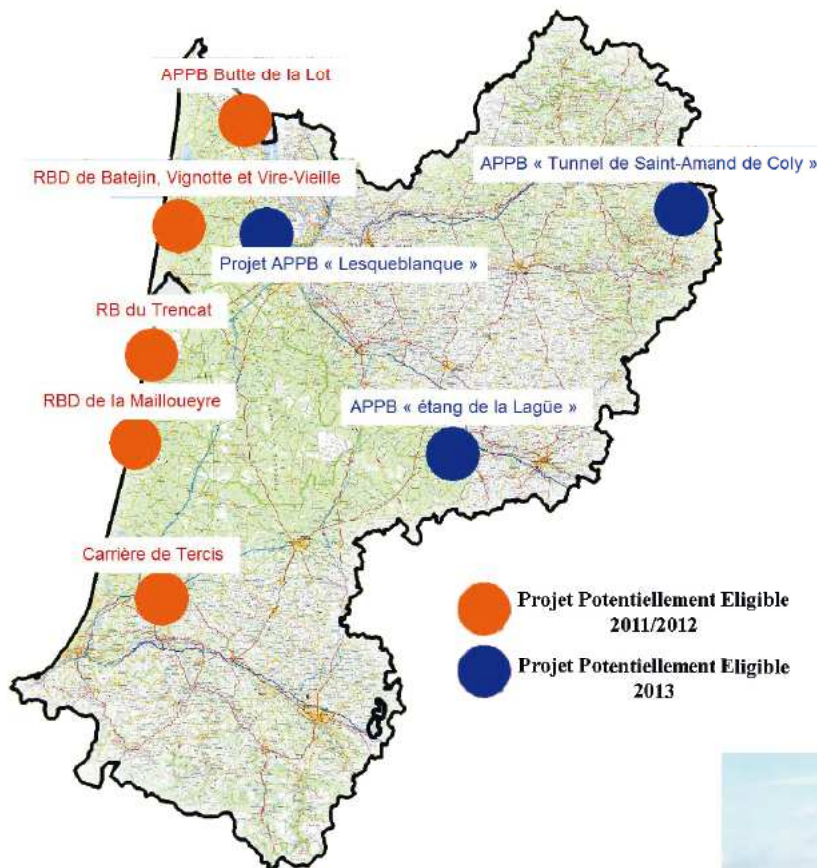 APPB Butte de la Lot
APPB « Tunnel de Saint-Amand de Coly »
RBD de Batejin, Vignotte et Vire-Vieille
Projet APPB « Lesqueblanque »
RB du Trencat
RBD de la Mailloueyre
APPB « étang de la Lagüe »
Carrière de Tercis
Projet Potentiellement Eligible
2011/2012
Projet Potentiellement Eligible
2013